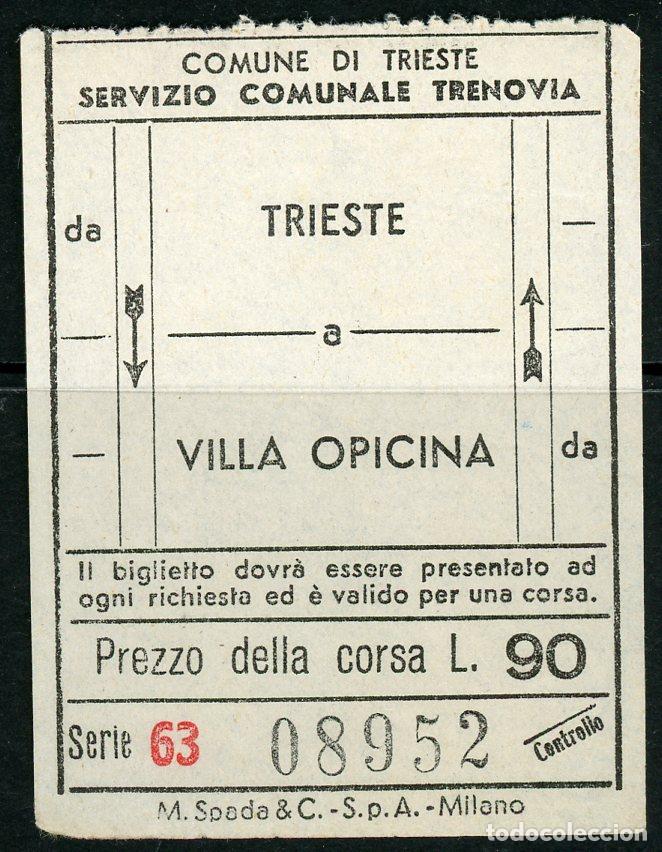 COMUNE DI TRIESTE
SERVIZIO COMUNALE TRENOVIA
da
TRIESTE
—
— a —
—
VILLA OPICINA
da
Il biglietto dovrà essere presentato ad
ogni richiesta ed è valido per una corsa.
Prezzo della corsa L. 90
Serie 63 08952 Controllo
M. Spada & C. - S.p.A. - Milano
todocoleccion